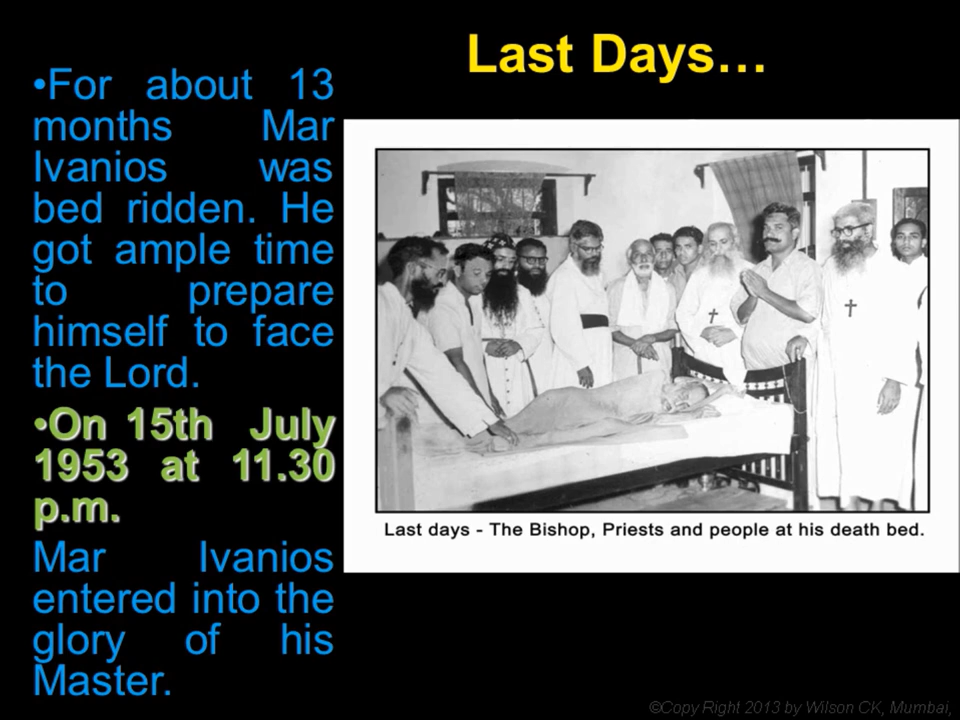 Last Days…
•For about 13
months Mar
Ivanios was
bed ridden. He
got ample time
to prepare
himself to face
the Lord.
•On 15th July
1953 at 11.30
p.m.
Mar Ivanios
entered into the
glory of his
Master.
Last days - The Bishop, Priests and people at his death bed.
©Copy Right 2013 by Wilson CK, Mumbai,